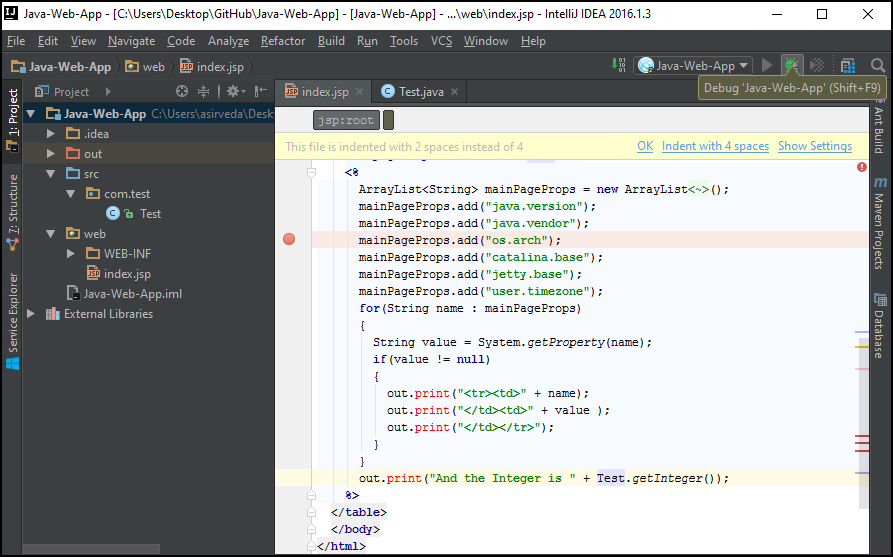 Java-Web-App - [C:\Users\Desktop\GitHub\Java-Web-App] - [Java-Web-App] - ...\web\index.jsp - IntelliJ IDEA 2016.1.3
File Edit View Navigate Code Analyze Refactor Build Run Tools VCS Window Help
Java-Web-App web index.jsp Java-Web-App
Debug 'Java-Web-App' (Shift+F9)
1: Project
7: Structure
Service Explorer
Project
Java-Web-App C:\Users\asirveda\Desk
.idea
out
src
com.test
Test
web
WEB-INF
index.jsp
Java-Web-App.iml
External Libraries
index.jsp Test.java
jsp:root
This file is indented with 2 spaces instead of 4 OK Indent with 4 spaces Show Settings
<%
ArrayList<String> mainPageProps = new ArrayList<~>();
mainPageProps.add("java.version");
mainPageProps.add("java.vendor");
mainPageProps.add("os.arch");
mainPageProps.add("catalina.base");
mainPageProps.add("jetty.base");
mainPageProps.add("user.timezone");
for(String name : mainPageProps)
{
String value = System.getProperty(name);
if(value != null)
{
out.print("<tr><td>" + name);
out.print("</td><td>" + value );
out.print("</td></tr>");
}
}
out.print("And the Integer is " + Test.getInteger());
%>
</table>
</body>
</html>
Ant Build
Maven Projects
Database